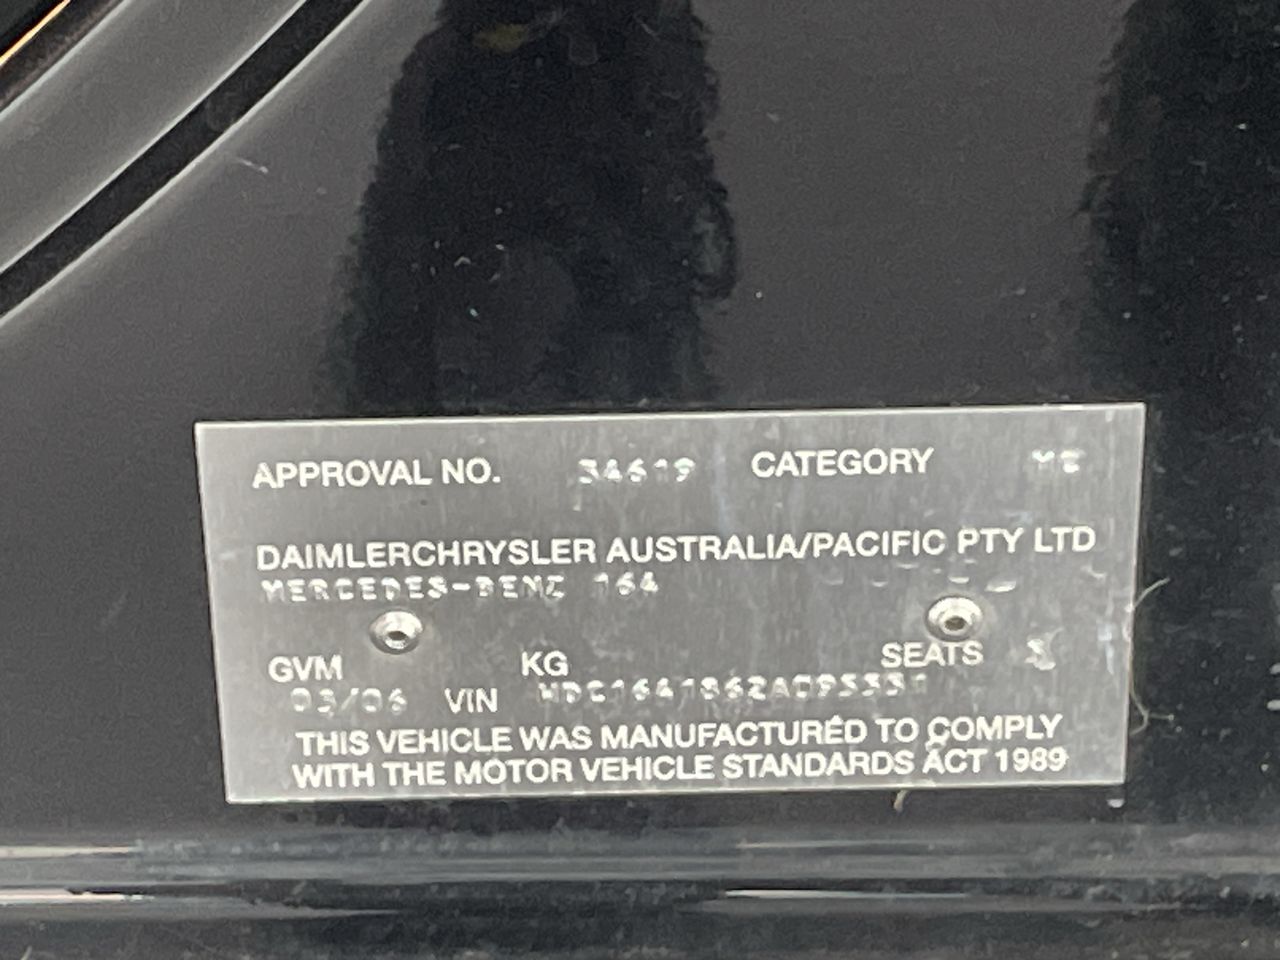 APPROVAL NO. 34619 CATEGORY
DAIMLERCHRYSLER AUSTRALIA/PACIFIC PTY LTD
MERCEDES-BENZ 164
GVM KG SEATS
03/06 VIN
THIS VEHICLE WAS MANUFACTURED TO COMPLY
WITH THE MOTOR VEHICLE STANDARDS ACT 1989